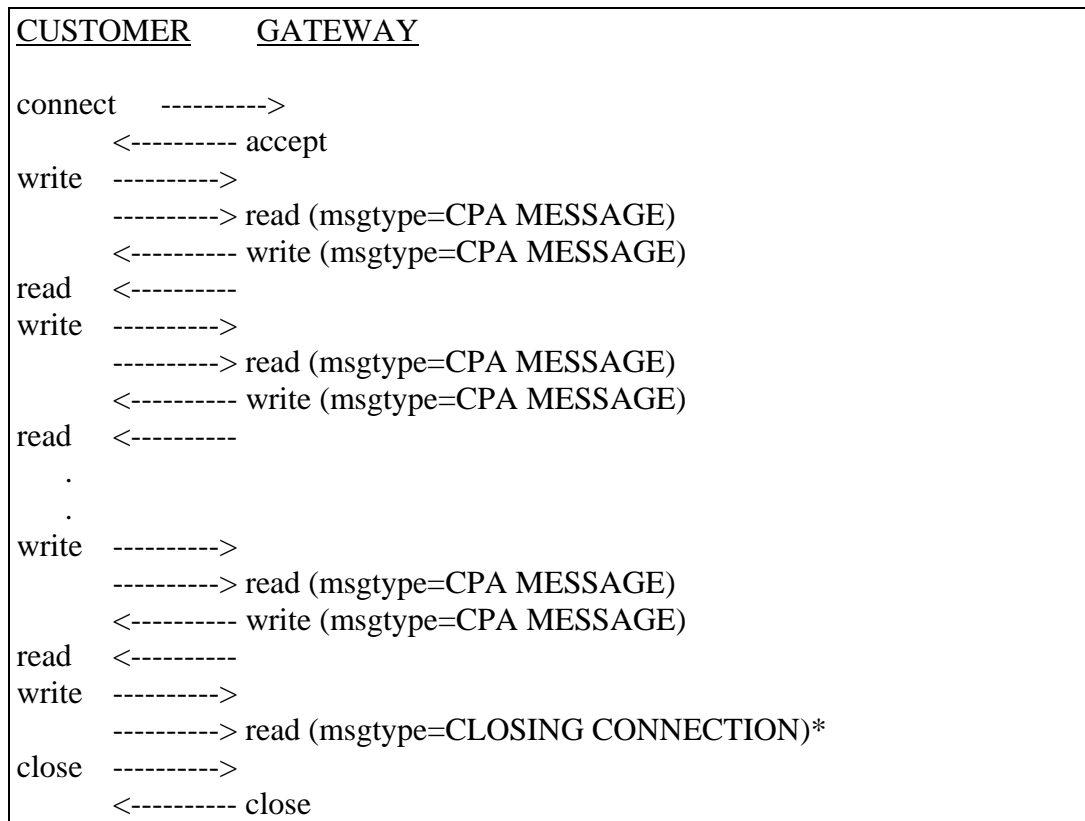 CUSTOMER GATEWAY
connect ---------->
<---------- accept
write ---------->
----------> read (msgtype=CPA MESSAGE)
<---------- write (msgtype=CPA MESSAGE)
read <----------
write ---------->
----------> read (msgtype=CPA MESSAGE)
<---------- write (msgtype=CPA MESSAGE)
read <----------
.
.
write ---------->
----------> read (msgtype=CPA MESSAGE)
<---------- write (msgtype=CPA MESSAGE)
read <----------
write ---------->
----------> read (msgtype=CLOSING CONNECTION)*
close ---------->
<---------- close